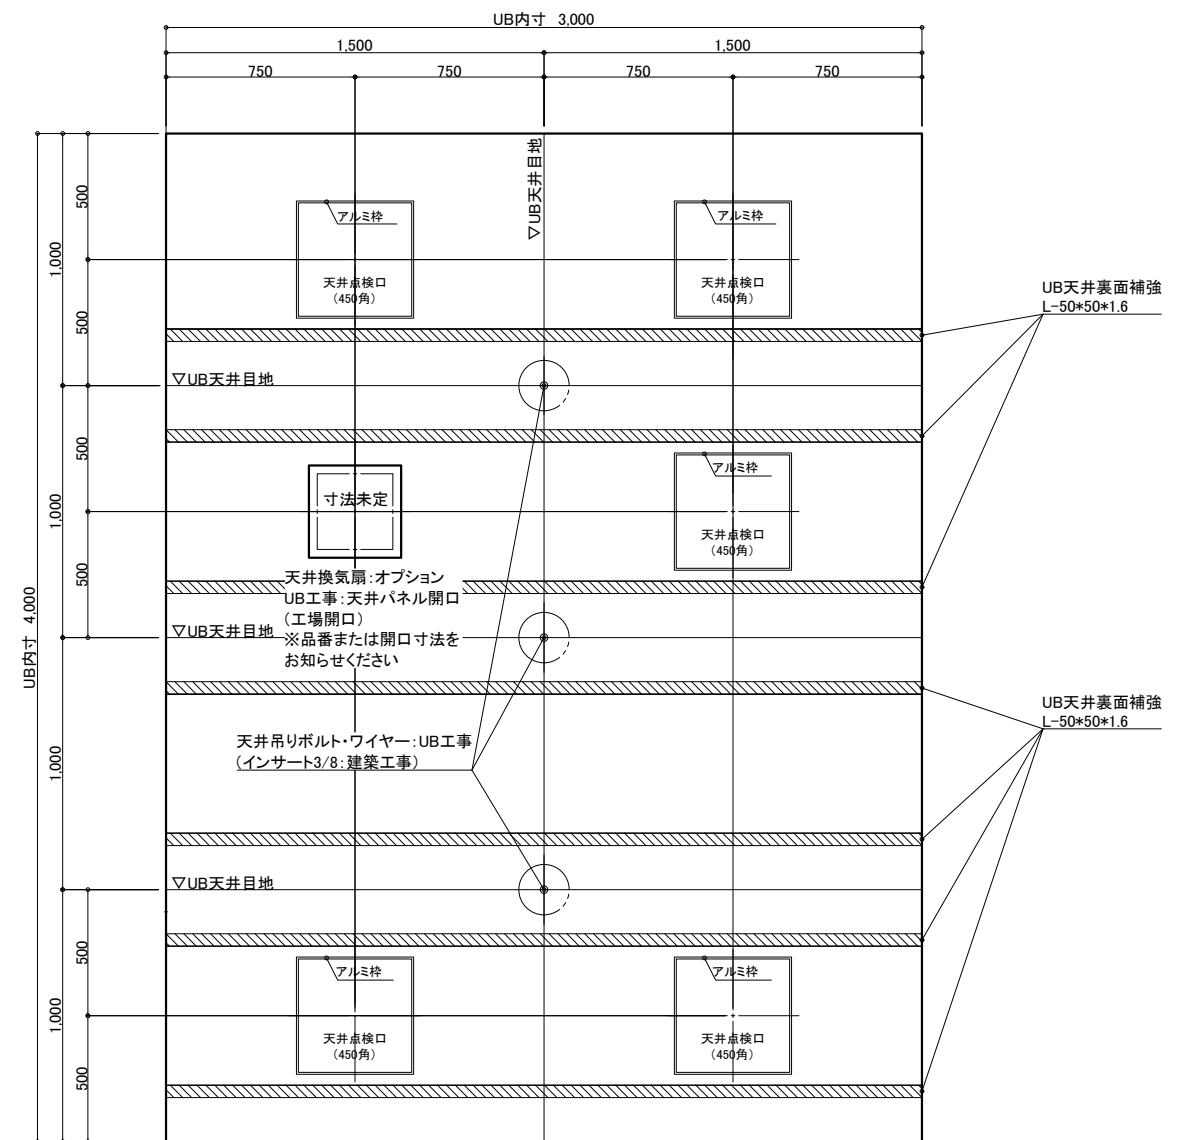 UB内寸 3,000
1,500
1,500
750
750
750
750
▽UB天井目地
500
アルミ枠
アルミ枠
1,000
天井点検口
(450角)
天井点検口
(450角)
UB天井裏面補強
L-50*50*1.6
500
▽UB天井目地
500
アルミ枠
寸法未定
1,000
天井点検口
(450角)
500
天井換気扇:オプション
UB工事:天井パネル開口
(工場開口)
※品番または開口寸法を
お知らせください
UB内寸 4,000
▽UB天井目地
UB天井裏面補強
L-50*50*1.6
天井吊りボルト・ワイヤー:UB工事
(インサート3/8:建築工事)
1,000
▽UB天井目地
500
アルミ枠
アルミ枠
1,000
天井点検口
(450角)
天井点検口
(450角)
500